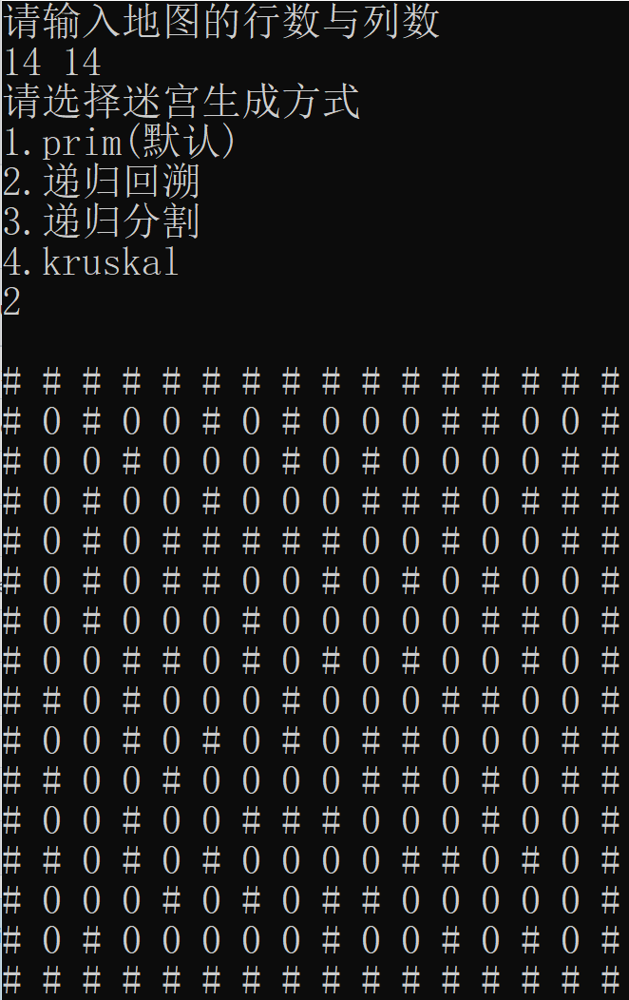 请输入地图的行数与列数
14 14
请选择迷宫生成方式
1.prim(默认)
2.递归回溯
3.递归分割
4.kruskal
2
# # # # # # # # # # # # # # # #
# 0 # 0 0 # 0 # 0 0 0 # # 0 0 #
# 0 0 # 0 0 0 # 0 # 0 0 0 0 # #
# 0 # 0 0 # 0 0 0 # # # 0 # # #
# 0 # 0 # # # # # 0 0 # 0 0 # #
# 0 # 0 # # 0 0 # 0 # 0 # 0 0 #
# 0 # 0 0 0 # 0 0 0 0 0 # # 0 #
# 0 0 # # 0 # 0 # 0 # 0 0 # 0 #
# # 0 # 0 0 0 # 0 0 0 # # 0 0 #
# 0 0 # 0 # 0 # 0 # # 0 0 0 # #
# # 0 0 # 0 0 0 0 # # 0 # 0 # #
# 0 0 # 0 0 # # # 0 0 0 # 0 0 #
# # 0 # 0 # 0 0 0 0 # # 0 # 0 #
# 0 0 0 # 0 # 0 # # 0 0 0 0 0 #
# 0 # 0 0 0 0 0 # 0 0 # 0 # 0 #
# # # # # # # # # # # # # # # #